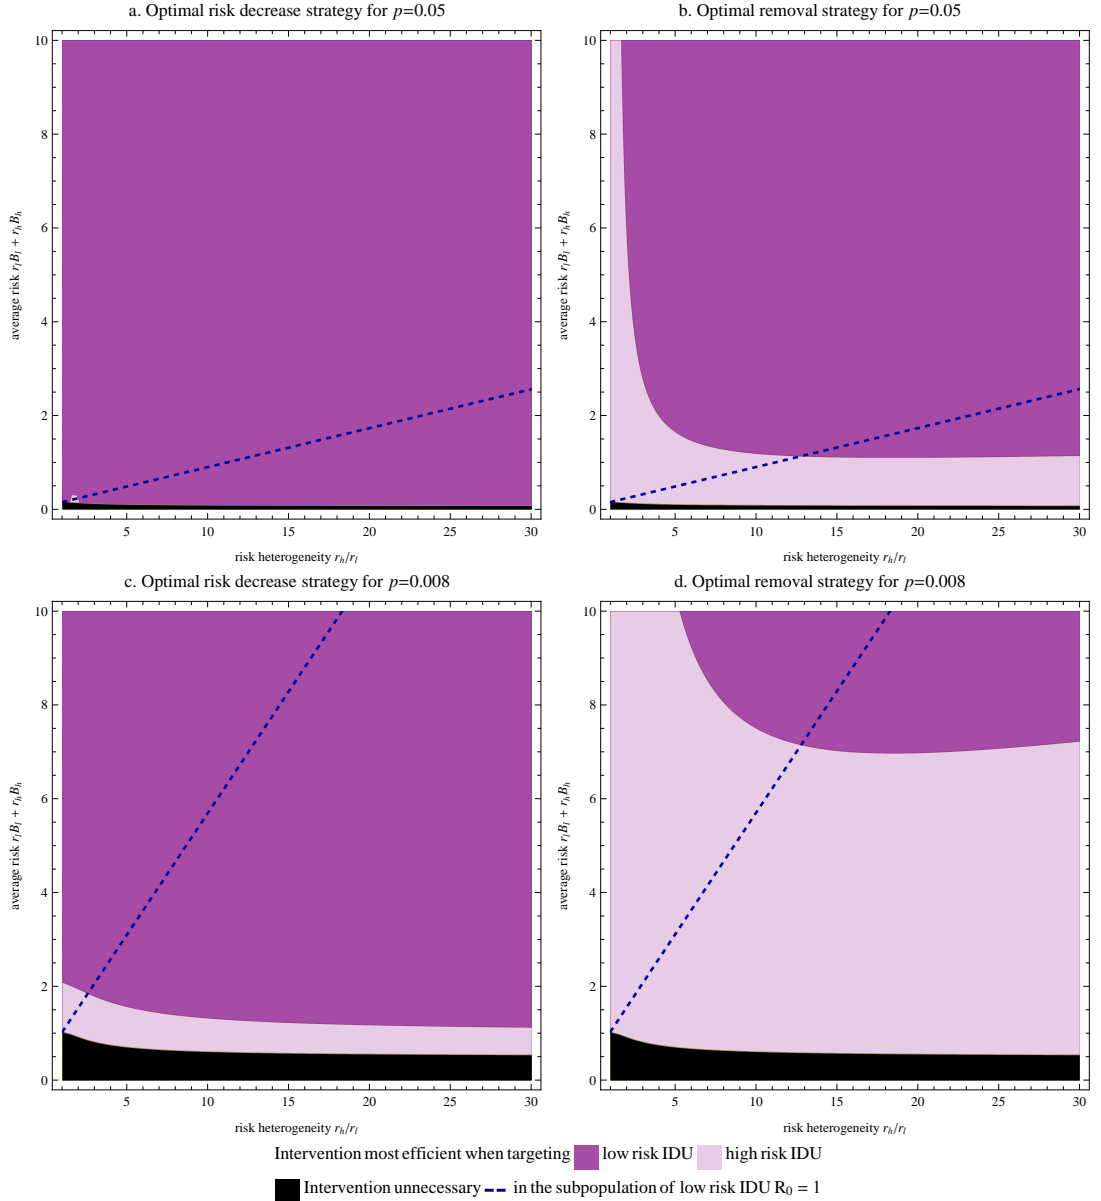 a. Optimal risk decrease strategy for p=0.05
b. Optimal removal strategy for p=0.05
10
8
6
4
2
0
average risk r_l B_l + r_h B_h
5 10 15 20 25 30
risk heterogeneity r_h/r_l
10
8
6
4
2
0
average risk r_l B_l + r_h B_h
5 10 15 20 25 30
risk heterogeneity r_h/r_l
c. Optimal risk decrease strategy for p=0.008
d. Optimal removal strategy for p=0.008
10
8
6
4
2
0
average risk r_l B_l + r_h B_h
5 10 15 20 25 30
risk heterogeneity r_h/r_l
10
8
6
4
2
0
average risk r_l B_l + r_h B_h
5 10 15 20 25 30
risk heterogeneity r_h/r_l
Intervention most efficient when targeting low risk IDU high risk IDU
Intervention unnecessary in the subpopulation of low risk IDU R_0 = 1